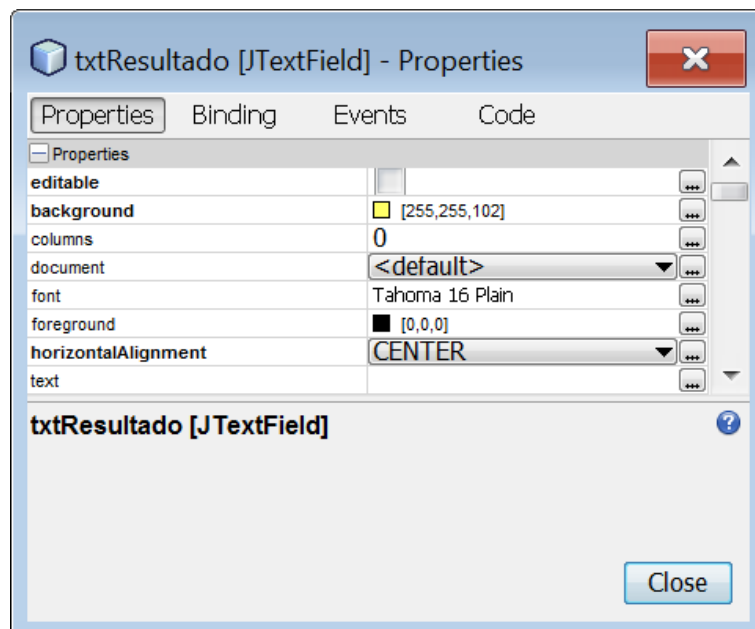 txtResultado [JTextField] - Properties
Properties Binding Events Code
Properties
editable ...
background [255,255,102] ...
columns 0 ...
document <default> ...
font Tahoma 16 Plain ...
foreground [0,0,0] ...
horizontalAlignment CENTER ...
text ...
txtResultado [JTextField] ?
Close